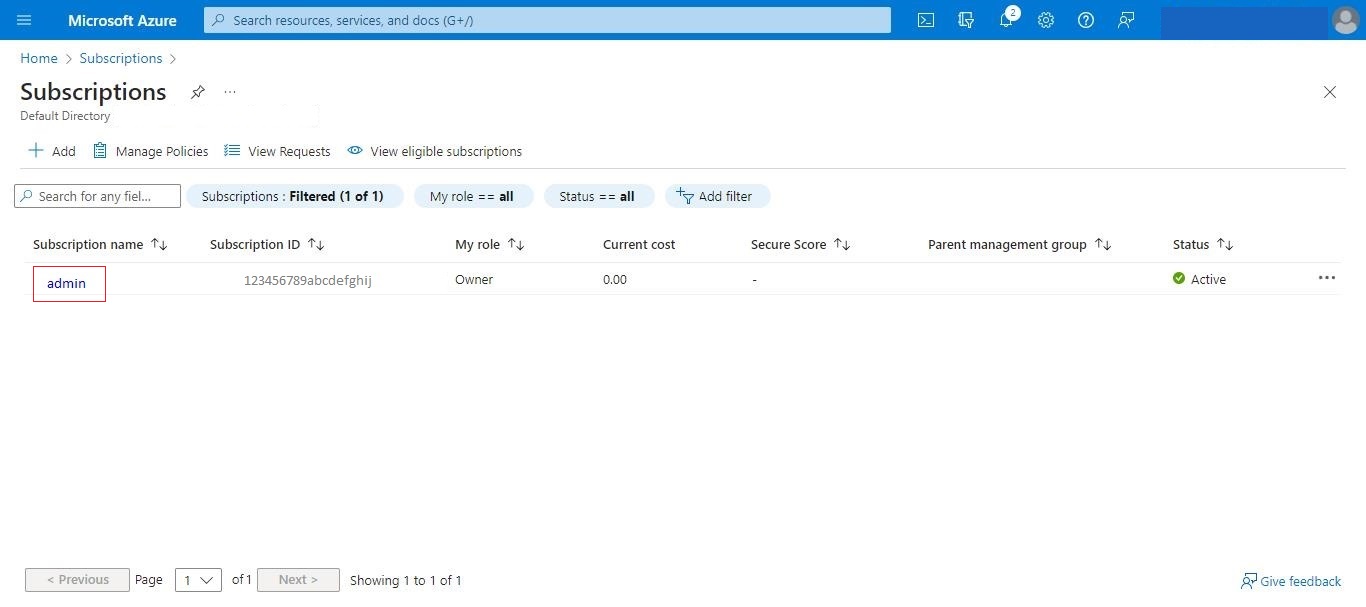 Microsoft Azure
Search resources, services, and docs (G+/)
2
Home > Subscriptions >
Subscriptions ...
Default Directory
+ Add Manage Policies View Requests View eligible subscriptions
Search for any fiel... Subscriptions : Filtered (1 of 1) My role == all Status == all Add filter
Subscription name ↑↓ Subscription ID ↑↓ My role ↑↓ Current cost Secure Score ↑↓ Parent management group ↑↓ Status ↑↓
admin 123456789abcdefghij Owner 0.00 - Active ...
< Previous Page 1 of 1 Next > Showing 1 to 1 of 1 Give feedback